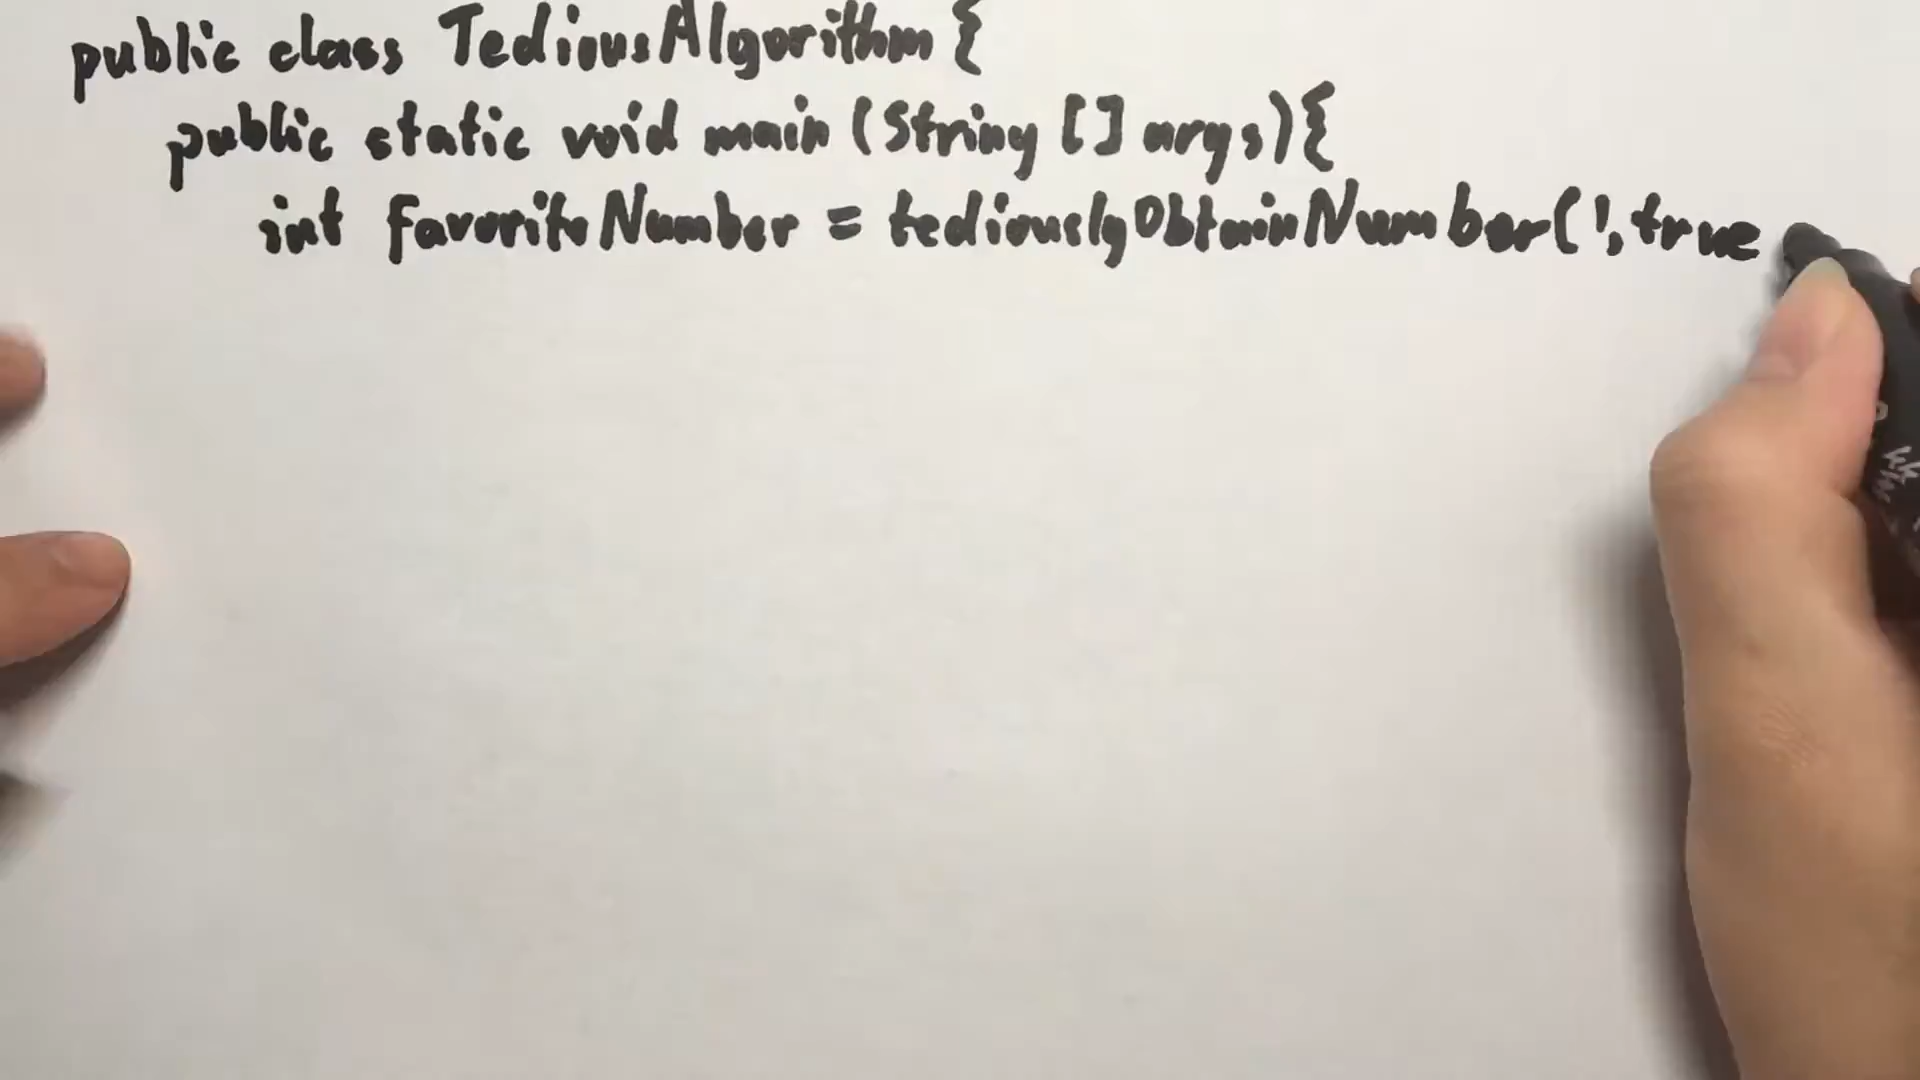 public class TediousAlgorithm {
public static void main (String [] args){
int favoriteNumber = tediouslyObtainNumber(1, true